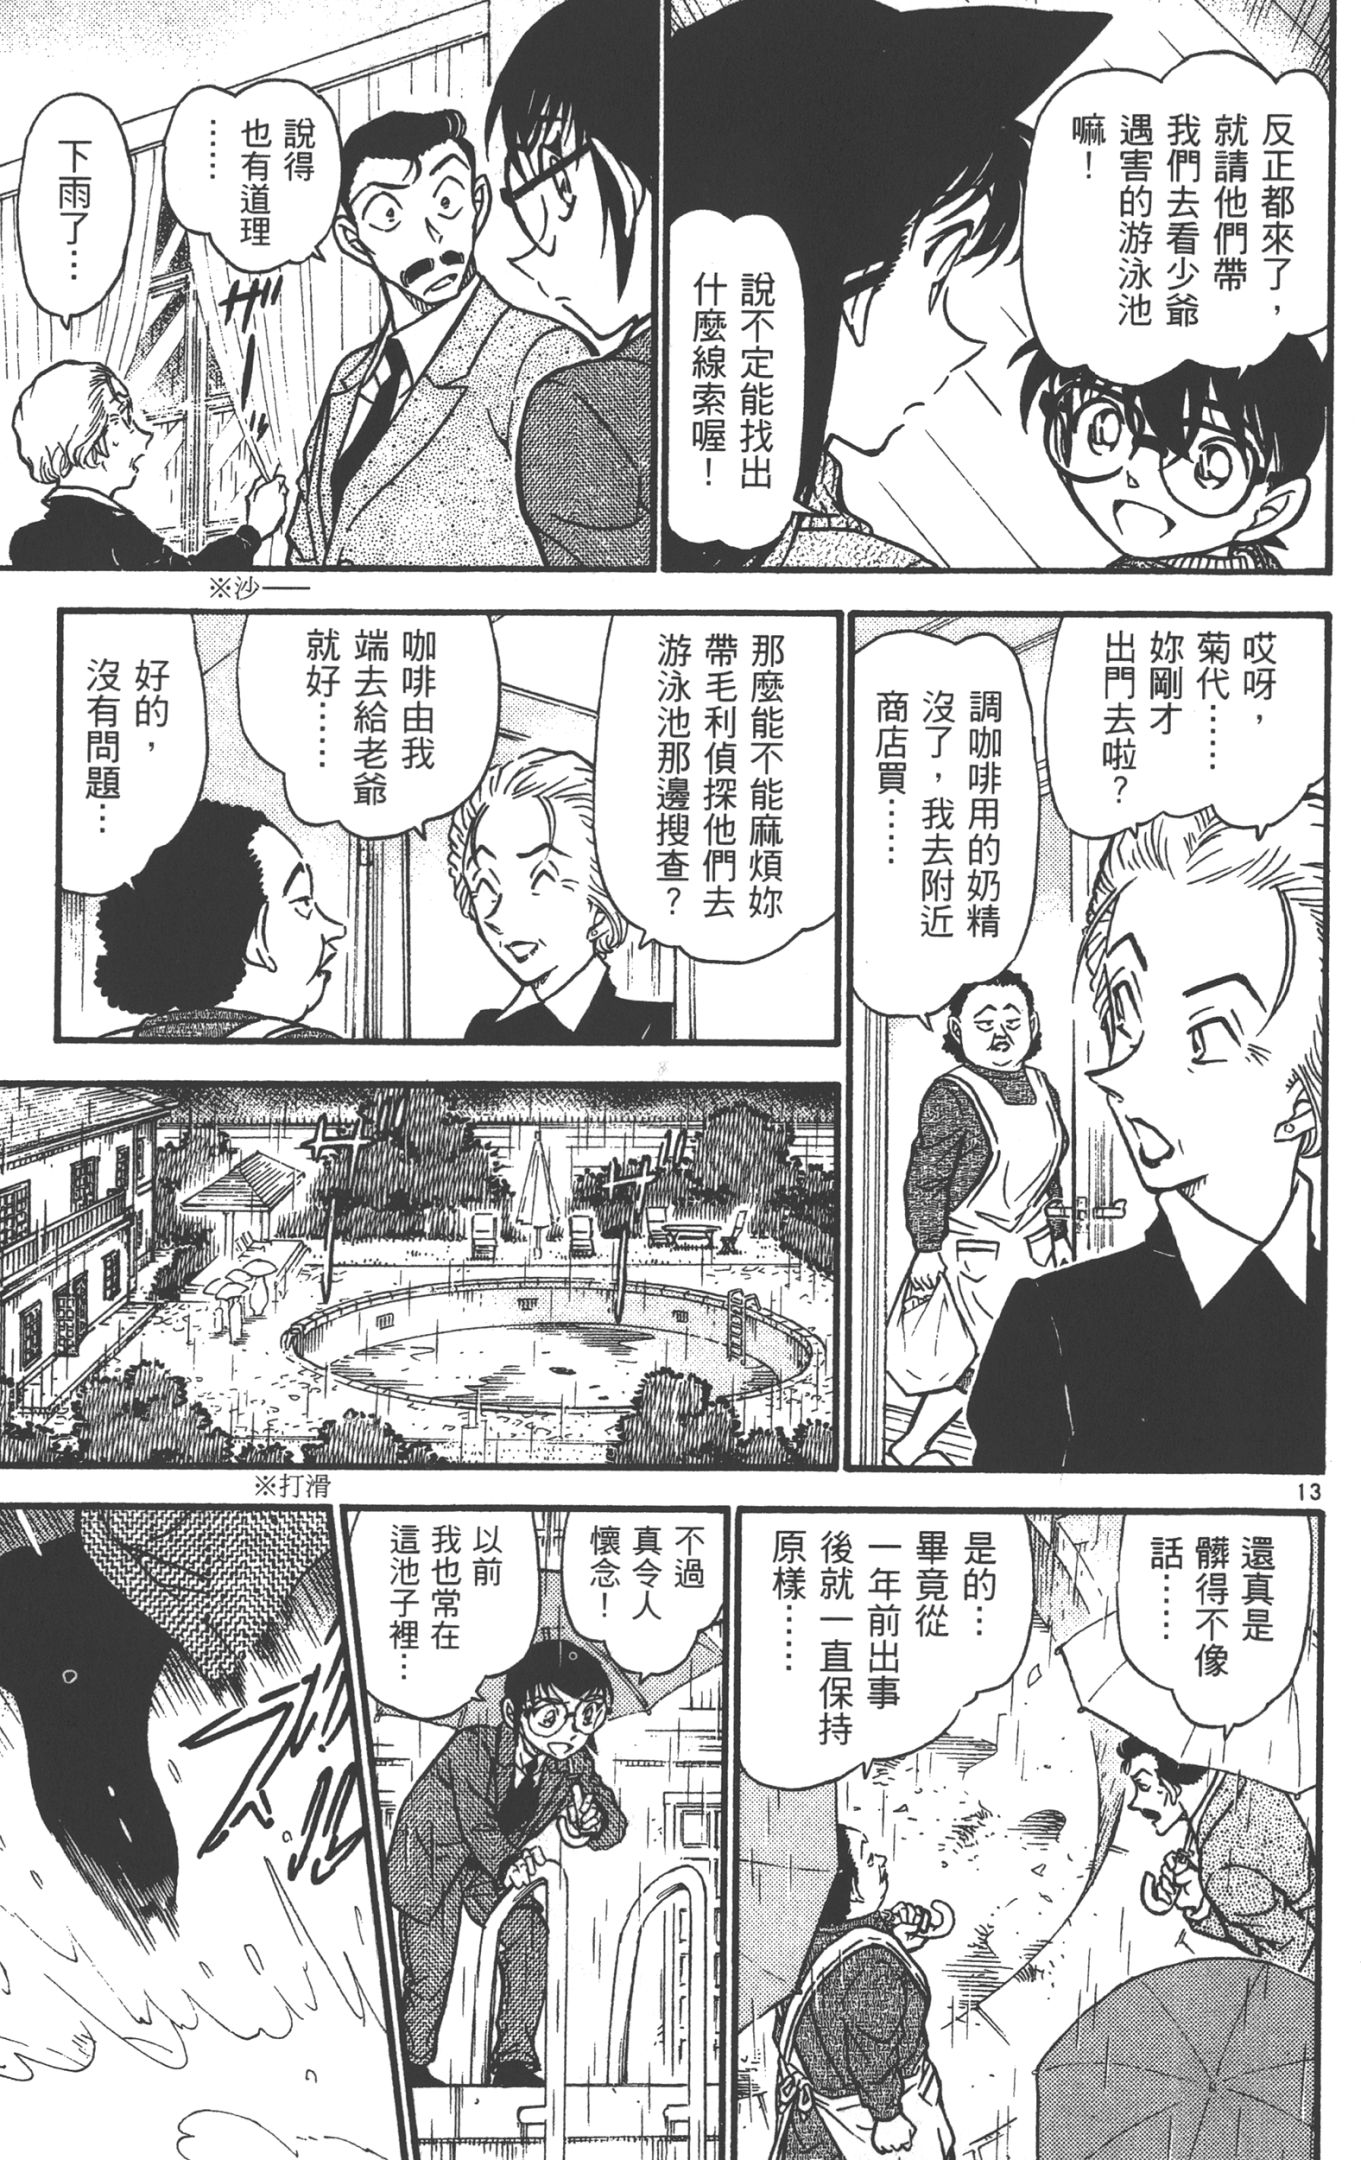 反正都來了，
就請他們帶
我們去看少爺
遇害的游泳池
嘛！
說不定能找出
什麼線索喔！
說得
也有道理
……
下雨了…
※沙——
哎呀，
菊代……
妳剛才
出門去啦？
調咖啡用的奶精
沒了，我去附近
商店買……
那麼能不能麻煩妳
帶毛利偵探他們去
游泳池那邊搜查？
咖啡由我
端去給老爺
就好……
好的，
沒有問題…
ザ
ザザ
※打滑
13
還真是
髒得不像
話……
是的…
畢竟從
一年前出事
後就一直保持
原樣……
不過
真令人
懷念！
以前
我也常在
這池子裡…
ズルッ